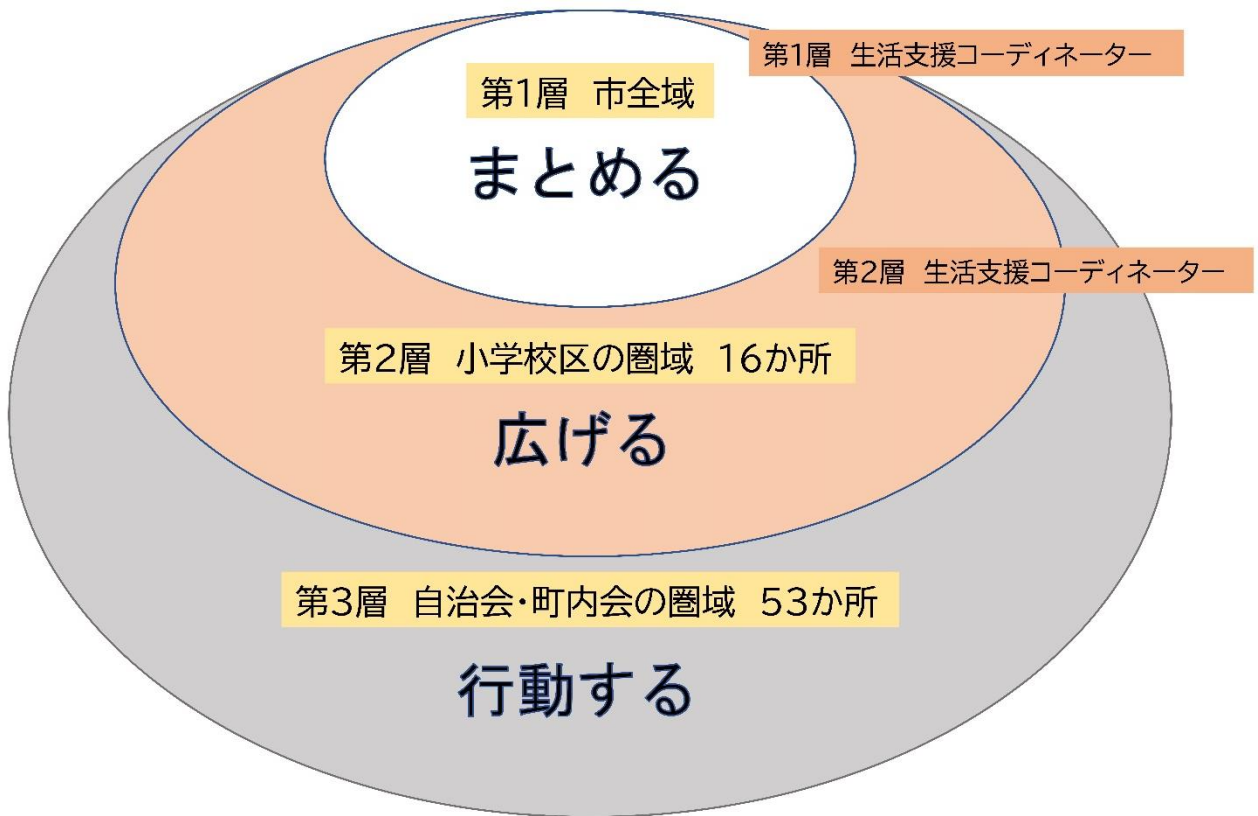 第1層 生活支援コーディネーター
第1層 市全域
まとめる
第2層 生活支援コーディネーター
第2層 小学校区の圏域 16か所
広げる
第3層 自治会・町内会の圏域 53か所
行動する